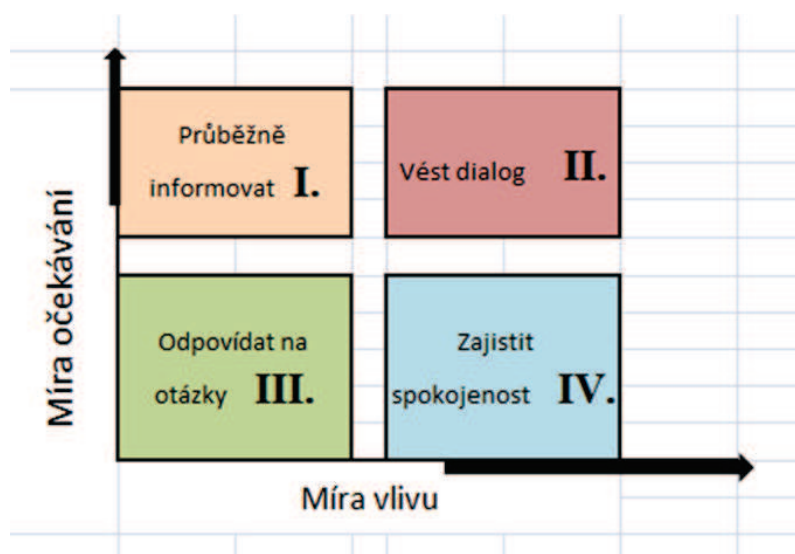 Průběžně
informovat I.
Vést dialog II.
Míra očekávání
Odpovídat na
otázky III.
Zajistit
spokojenost IV.
Míra vlivu